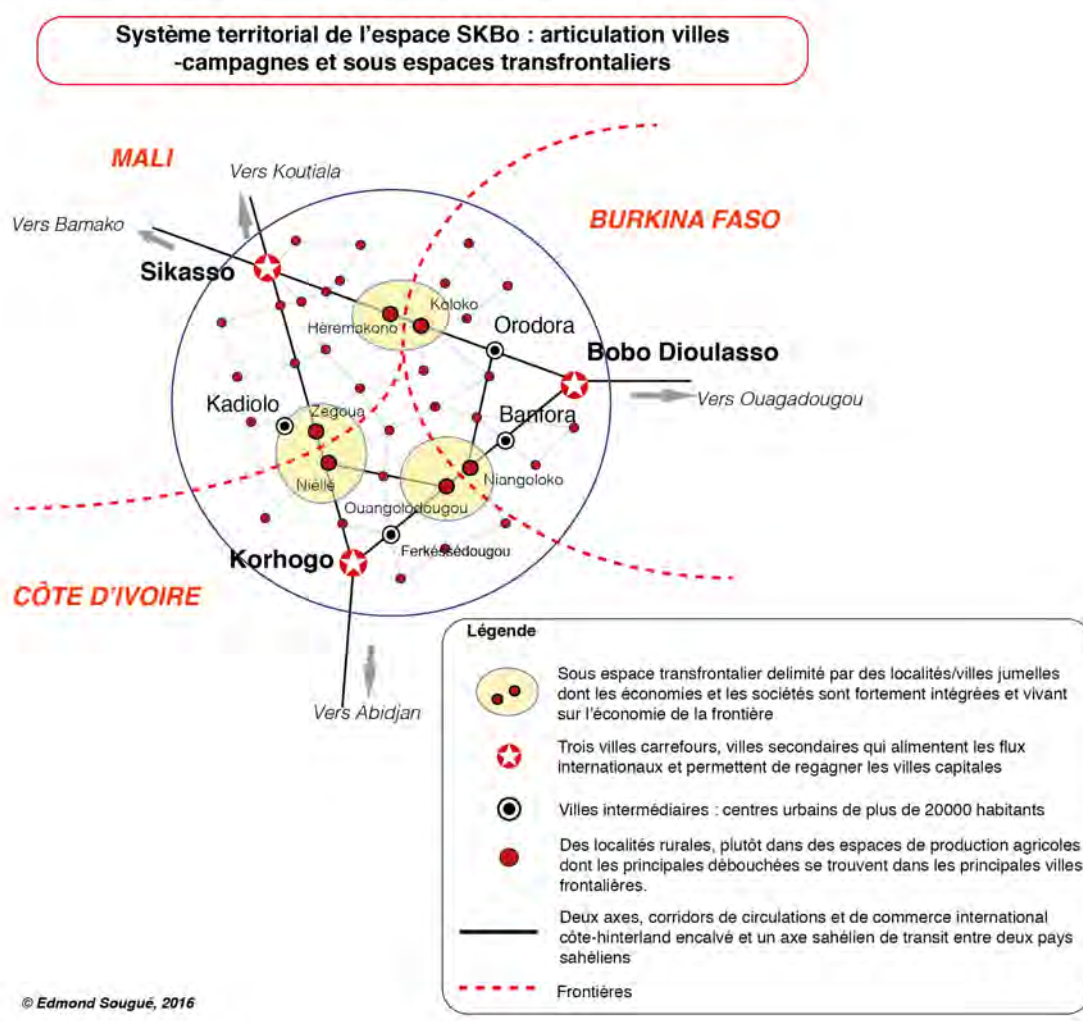 Système territorial de l'espace SKBo : articulation villes
-campagnes et sous espaces transfrontaliers
MALI
Vers Koutiala
Vers Bamako
BURKINA FASO
Sikasso
Koloko
Hèremakono
Orodora
Bobo Dioulasso
Vers Ouagadougou
Kadiolo
Zegoua
Banfora
Niéllé
Niangoloko
Ouangolodougou
Ferkéssédougou
Korhogo
CÔTE D'IVOIRE
Vers Abidjan
Légende
Sous espace transfrontalier delimité par des localités/villes jumelles
dont les économies et les sociétés sont fortement intégrées et vivant
sur l'économie de la frontière
Trois villes carrefours, villes secondaires qui alimentent les flux
internationaux et permettent de regagner les villes capitales
Villes intermédiaires : centres urbains de plus de 20000 habitants
Des localités rurales, plutôt dans des espaces de production agricoles
dont les principales débouchées se trouvent dans les principales villes
frontalières.
Deux axes, corridors de circulations et de commerce international
côte-hinterland encalvé et un axe sahélien de transit entre deux pays
sahéliens
Frontières
© Edmond Sougué, 2016